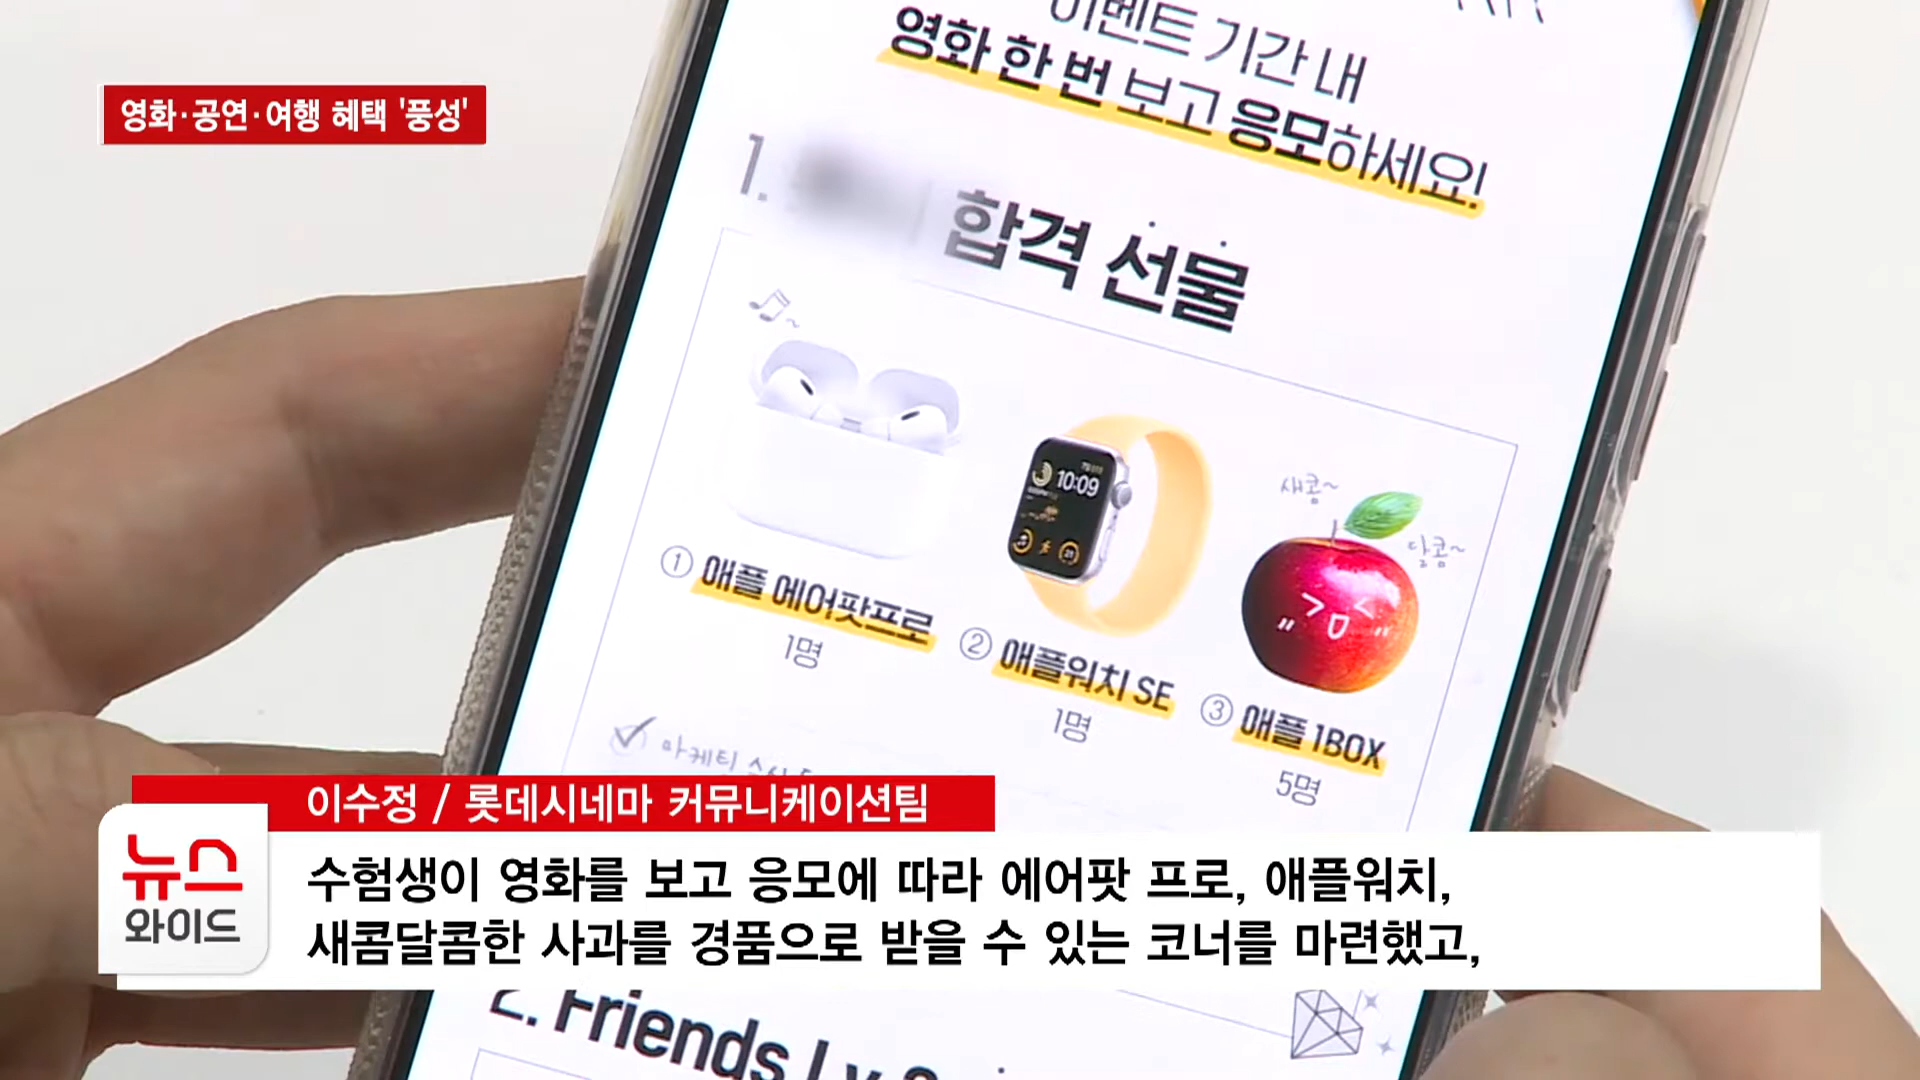 영화·공연·여행 혜택 '풍성'
이벤트 기간 내
영화 한 번 보고 응모하세요!
1. 합격 선물
10:09
새콤~
달콤~
① 애플 에어팟프로
1명
② 애플워치 SE
1명
③ 애플 1BOX
5명
이수정 / 롯데시네마 커뮤니케이션팀
뉴스
와이드
수험생이 영화를 보고 응모에 따라 에어팟 프로, 애플워치,
새콤달콤한 사과를 경품으로 받을 수 있는 코너를 마련했고,
2. Friends